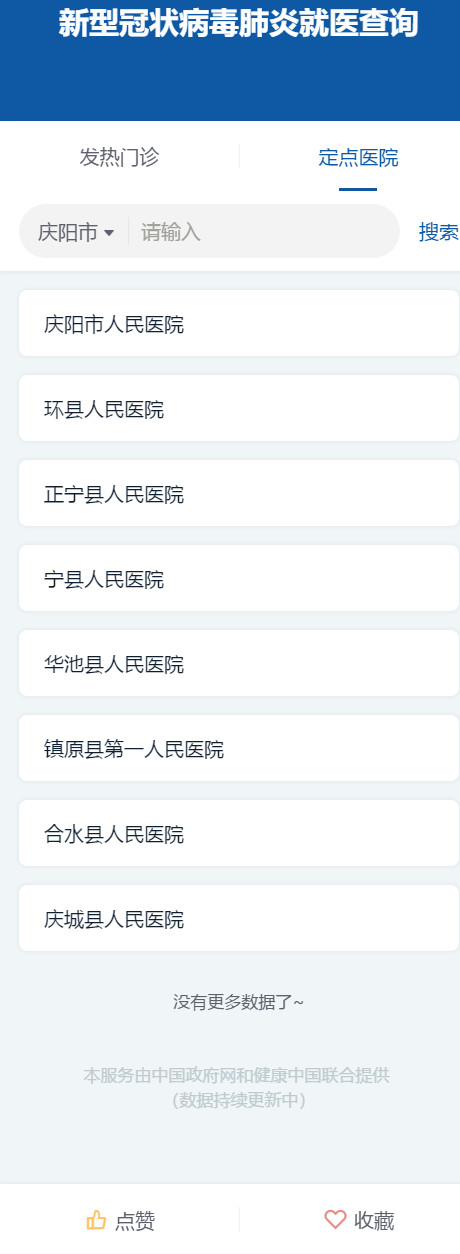 新型冠状病毒肺炎就医查询
发热门诊 定点医院
庆阳市 请输入 搜索
庆阳市人民医院
环县人民医院
正宁县人民医院
宁县人民医院
华池县人民医院
镇原县第一人民医院
合水县人民医院
庆城县人民医院
没有更多数据了~
本服务由中国政府网和健康中国联合提供
（数据持续更新中）
点赞 收藏